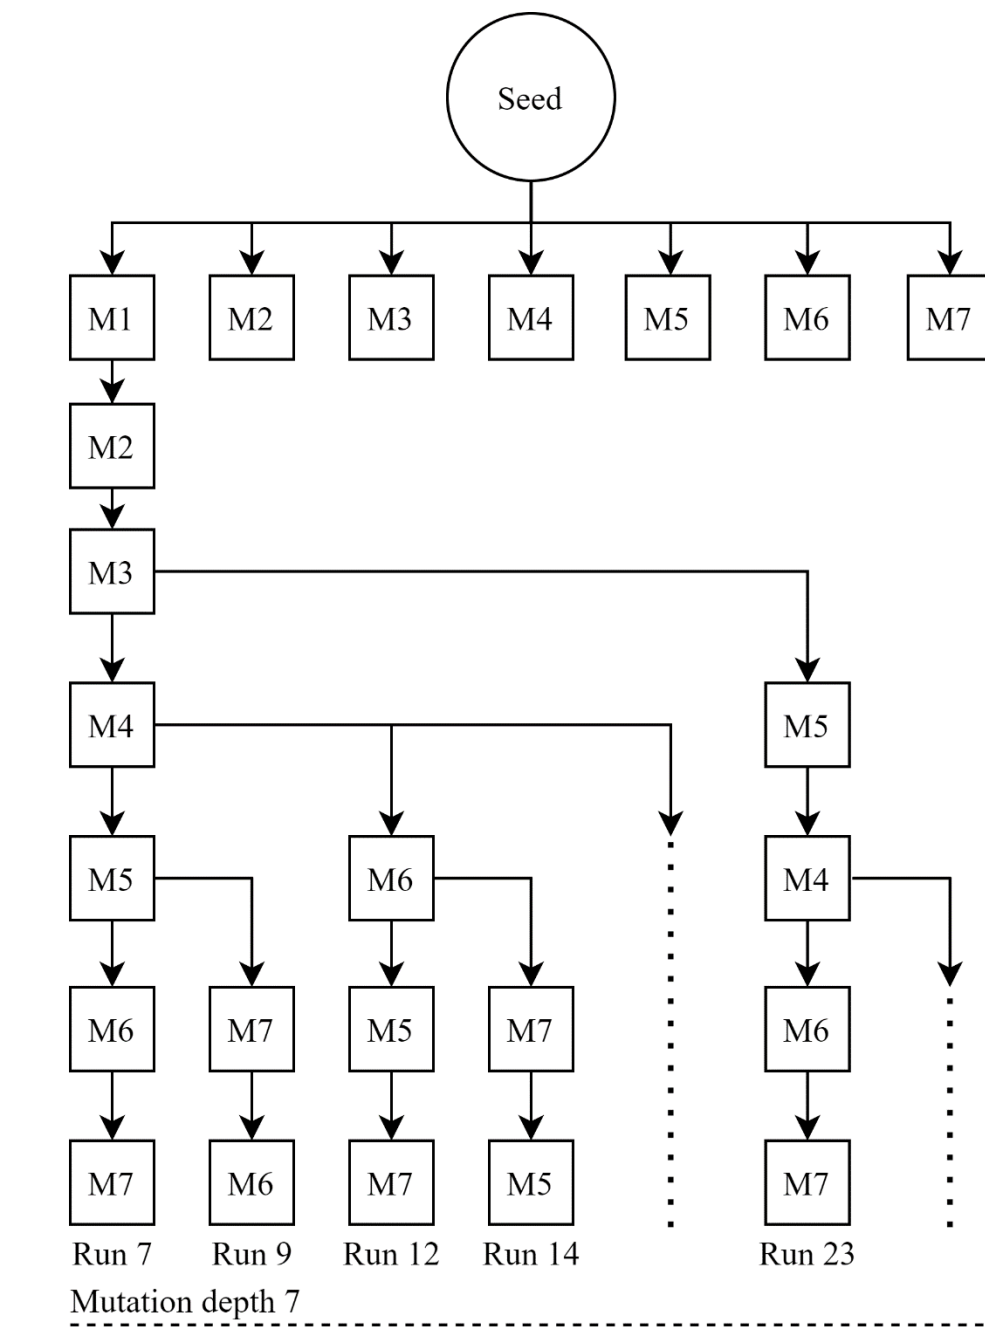 Seed
M1 M2 M3 M4 M5 M6 M7
M2
M3
M4 M5
M5 M6 M4
M6 M7 M5 M7 M6
M7 M6 M7 M5 M7
Run 7 Run 9 Run 12 Run 14 Run 23
Mutation depth 7